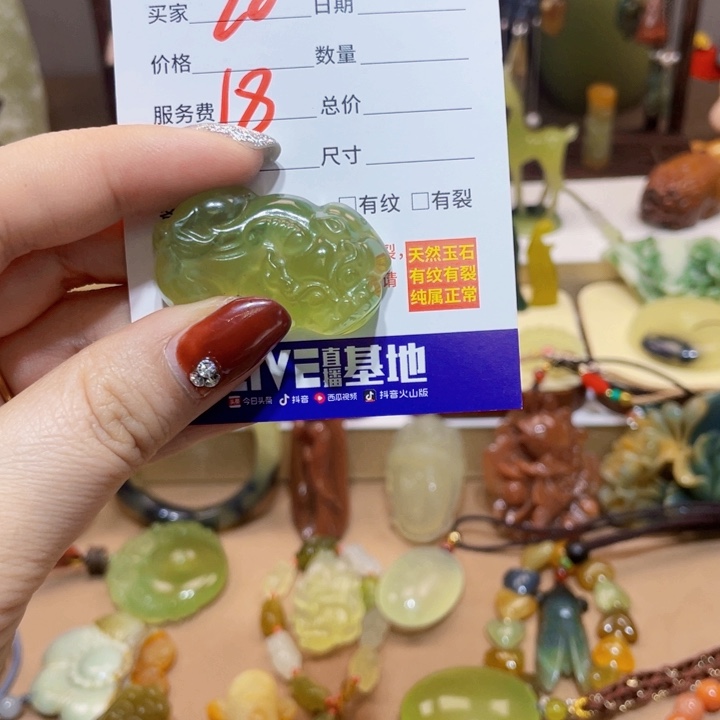 买家 日期
价格 数量
服务费 18 总价
尺寸
□有纹 □有裂
裂,
请
天然玉石
有纹有裂
纯属正常
LIVE直播基地
今日头条 抖音 西瓜视频 抖音火山版